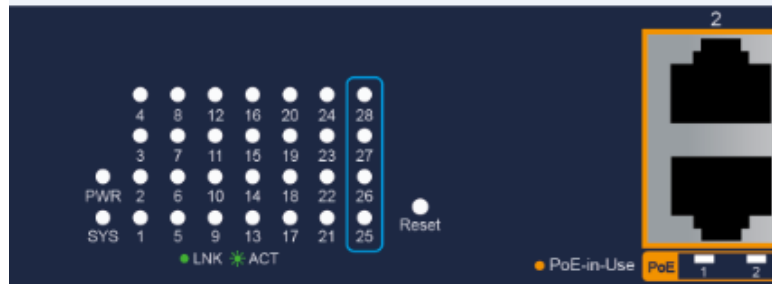 2
4 8 12 16 20 24 28
3 7 11 15 19 23 27
PWR 2 6 10 14 18 22 26
Reset
SYS 1 5 9 13 17 21 25
LNK ACT
PoE-in-Use PoE 1 2